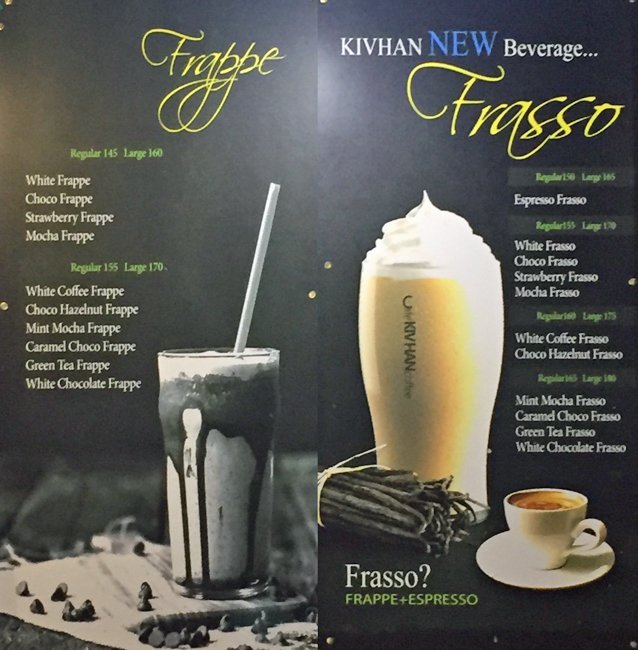 Frappe
Regular 145 Large 160
White Frappe
Choco Frappe
Strawberry Frappe
Mocha Frappe
Regular 155 Large 170
White Coffee Frappe
Choco Hazelnut Frappe
Mint Mocha Frappe
Caramel Choco Frappe
Green Tea Frappe
White Chocolate Frappe
KIVHAN NEW Beverage...
Frasso
Regular150 Large 165
Espresso Frasso
Regular155 Large 170
White Frasso
Choco Frasso
Strawberry Frasso
Mocha Frasso
Regular160 Large 175
White Coffee Frasso
Choco Hazelnut Frasso
Regular165 Large 180
Mint Mocha Frasso
Caramel Choco Frasso
Green Tea Frasso
White Chocolate Frasso
KIVHAN coffee
Frasso?
FRAPPE+ESPRESSO